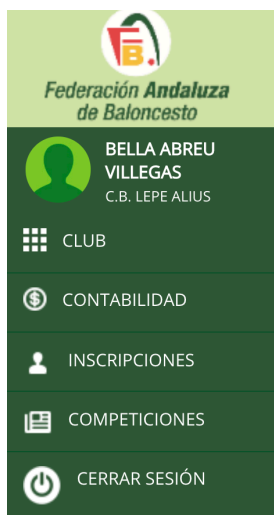 FB.
Federación Andaluza
de Baloncesto
BELLA ABREU
VILLEGAS
C.B. LEPE ALIUS
CLUB
CONTABILIDAD
INSCRIPCIONES
COMPETICIONES
CERRAR SESIÓN